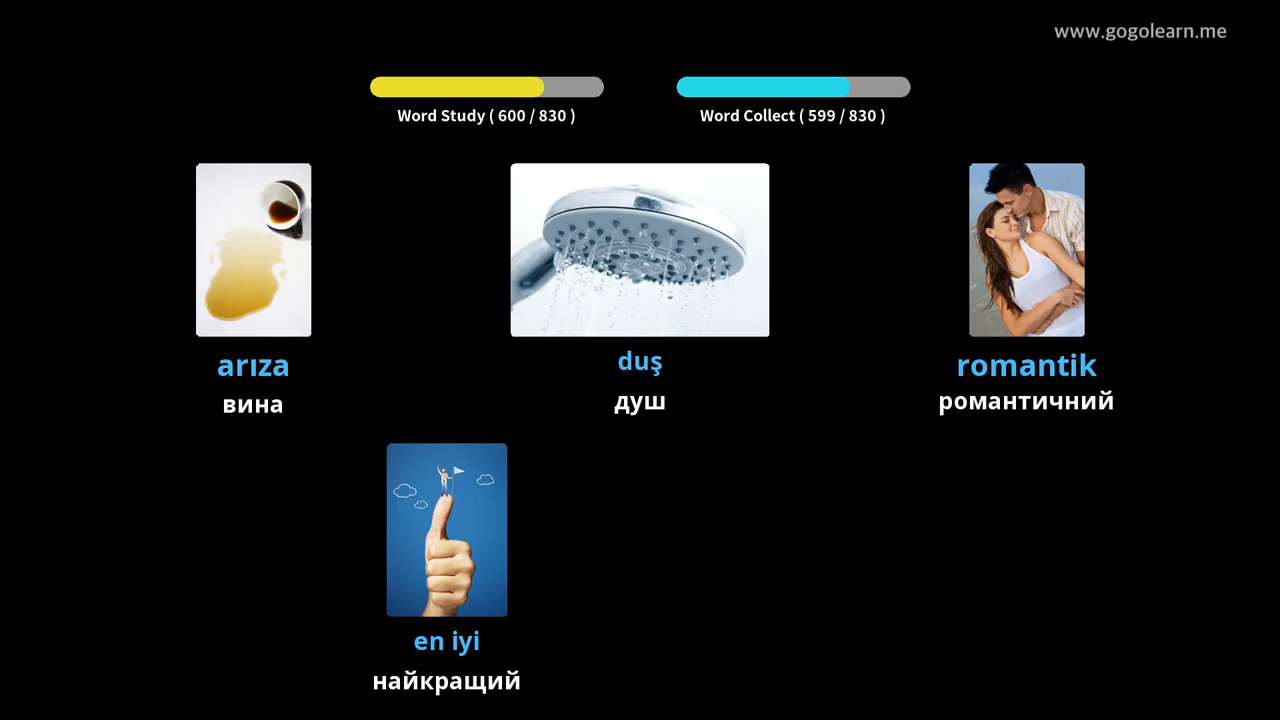 www.gogolearn.me
Word Study ( 600 / 830 )
Word Collect ( 599 / 830 )
arıza
вина
duş
душ
romantik
романтичний
en iyi
найкращий